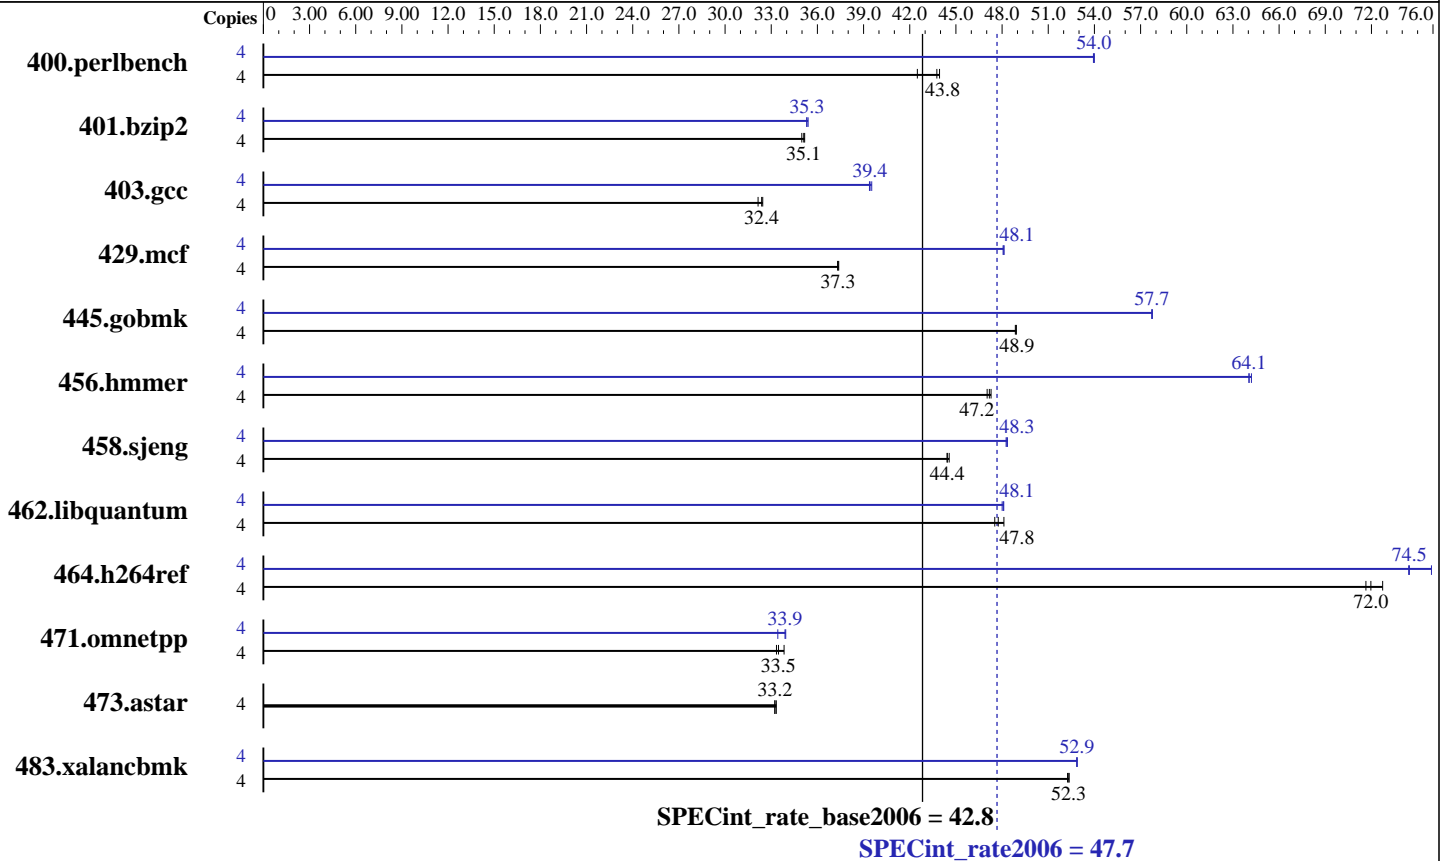 Copies 0 3.00 6.00 9.00 12.0 15.0 18.0 21.0 24.0 27.0 30.0 33.0 36.0 39.0 42.0 45.0 48.0 51.0 54.0 57.0 60.0 63.0 66.0 69.0 72.0 76.0
400.perlbench 4 54.0
4 43.8
401.bzip2 4 35.3
4 35.1
403.gcc 4 39.4
4 32.4
429.mcf 4 48.1
4 37.3
445.gobmk 4 57.7
4 48.9
456.hmmer 4 64.1
4 47.2
458.sjeng 4 48.3
4 44.4
462.libquantum 4 48.1
4 47.8
464.h264ref 4 74.5
4 72.0
471.omnetpp 4 33.9
4 33.5
473.astar 4 33.2
483.xalancbmk 4 52.9
4 52.3
SPECint_rate_base2006 = 42.8
SPECint_rate2006 = 47.7